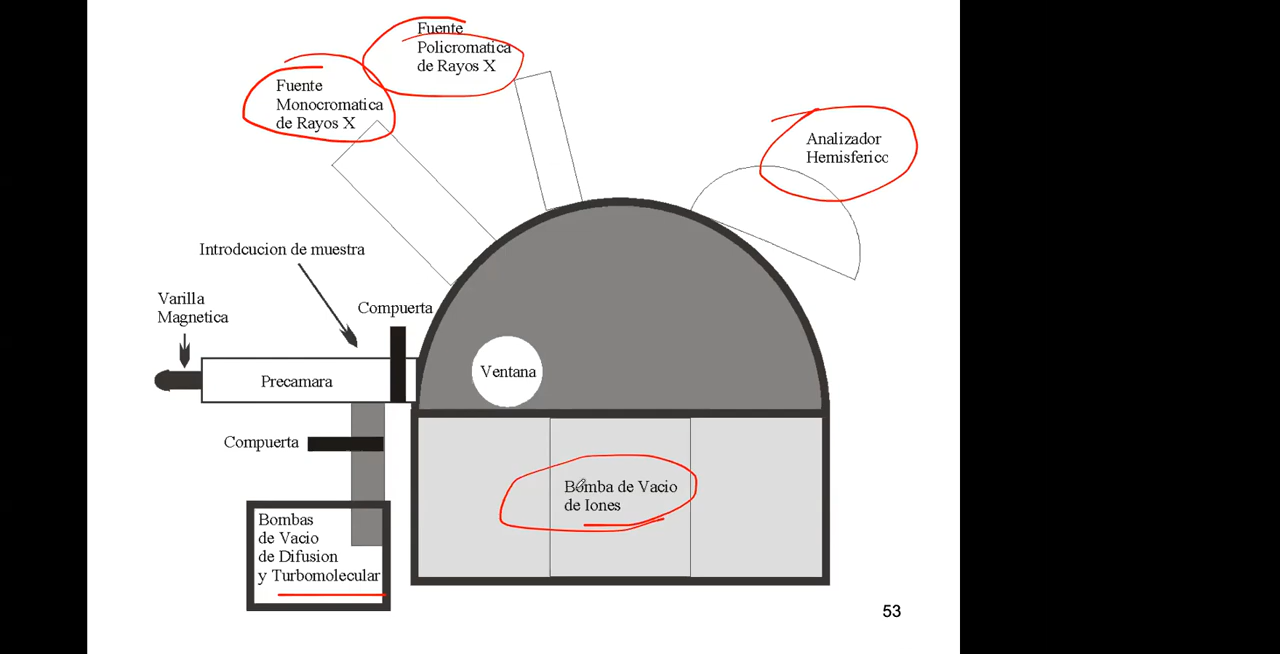 Fuente
Policromatica
de Rayos X
Fuente
Monocromatica
de Rayos X
Analizador
Hemisferico
Introdcucion de muestra
Varilla
Magnetica
Compuerta
Precamara
Ventana
Compuerta
Bomba de Vacio
de Iones
Bombas
de Vacio
de Difusion
y Turbomolecular
53